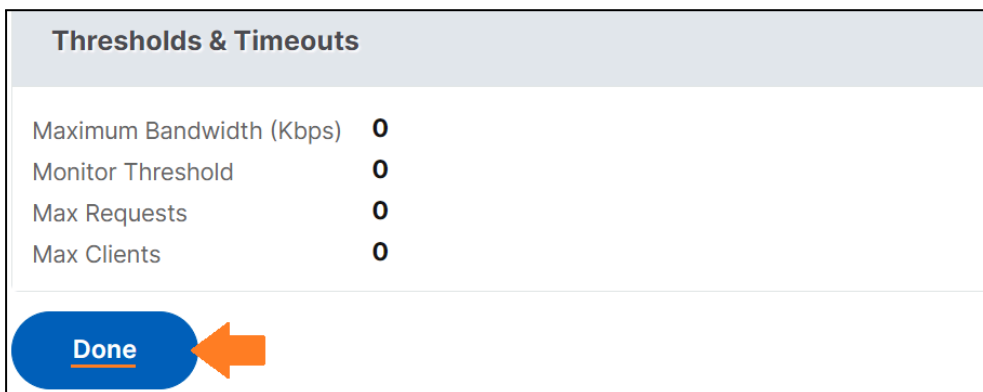 Thresholds & Timeouts
Maximum Bandwidth (Kbps) 0
Monitor Threshold 0
Max Requests 0
Max Clients 0
Done